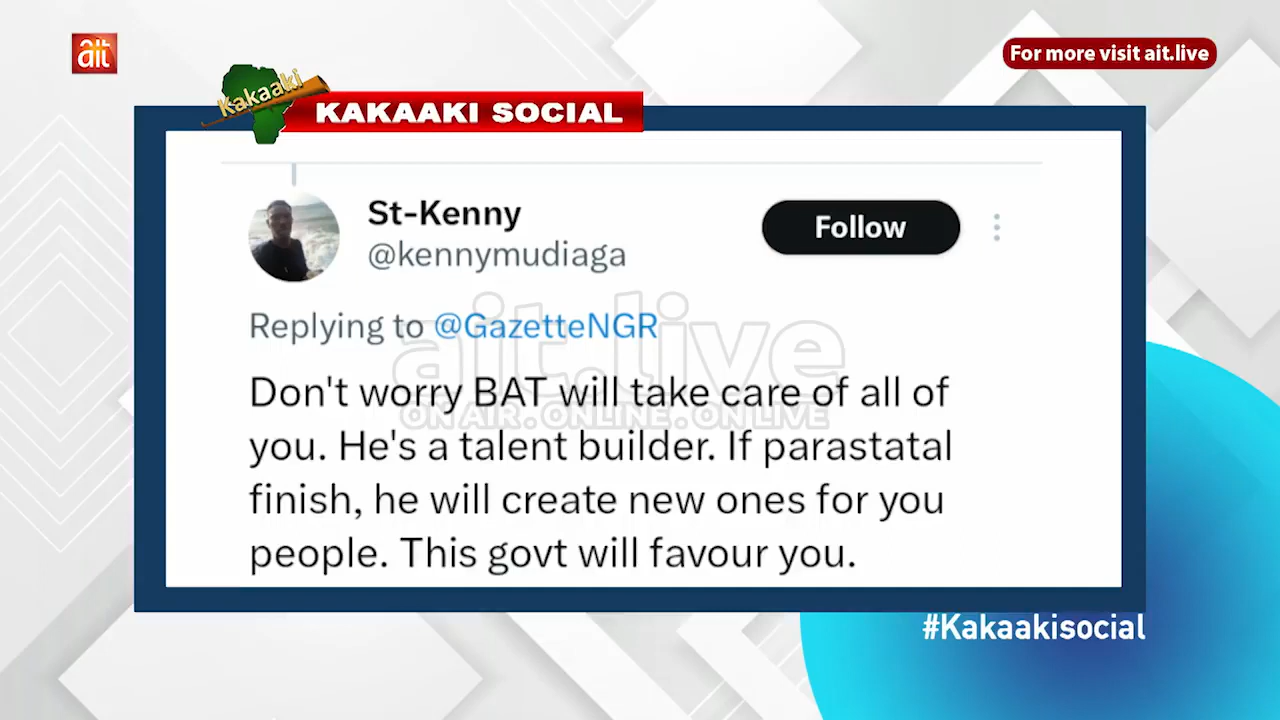 ait
For more visit ait.live
Kakaaki
KAKAAKI SOCIAL
St-Kenny
Follow
@kennymudiaga
Replying to @GazetteNGR
ait.live
Don't worry BAT will take care of all of
ON AIR . ONLINE . ON LIVE
you. He's a talent builder. If parastatal
finish, he will create new ones for you
people. This govt will favour you.
#Kakaakisocial